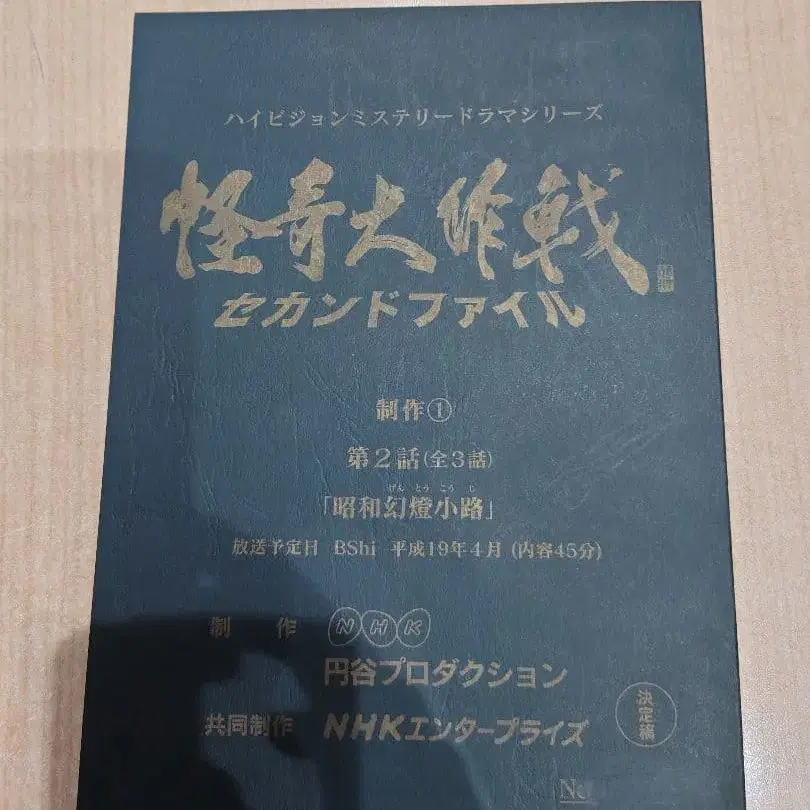 ハイビジョンミステリードラマシリーズ
怪奇大作戦
セカンドファイル
制作①
第2話(全3話)
げんとうこうじ
「昭和幻燈小路」
放送予定日 BShi 平成19年4月 (内容45分)
制作 NHK
円谷プロダクション
共同制作 NHKエンタープライズ
決定稿